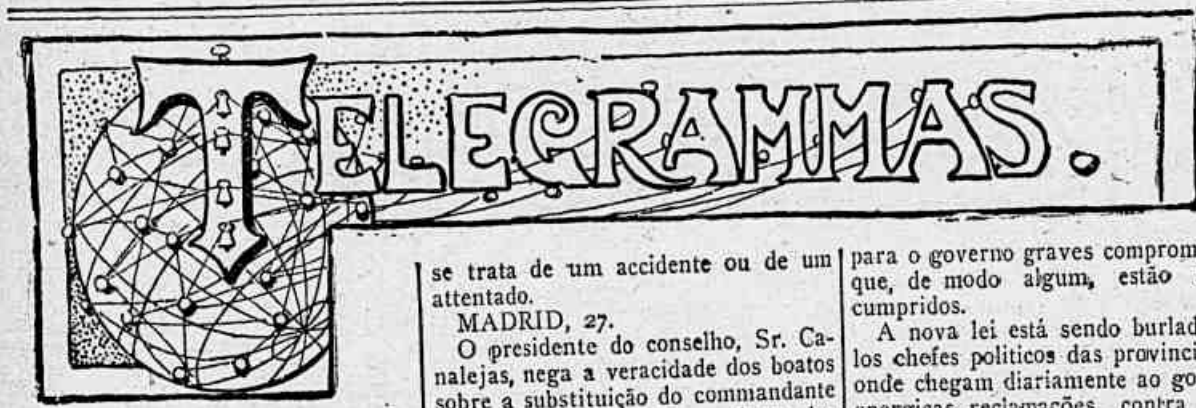 TELEGRAMMAS.
se trata de um accidente ou de um
attentado.
MADRID, 27.
O presidente do conselho, Sr. Ca-
nalejas, nega a veracidade dos boatos
sobre a substituição do commandante
para o governo graves comprom
que, de modo algum, estão
cumpridos.
A nova lei está sendo burlad
los chefes politicos das provinci
onde chegam diariamente ao go
reclamações contra